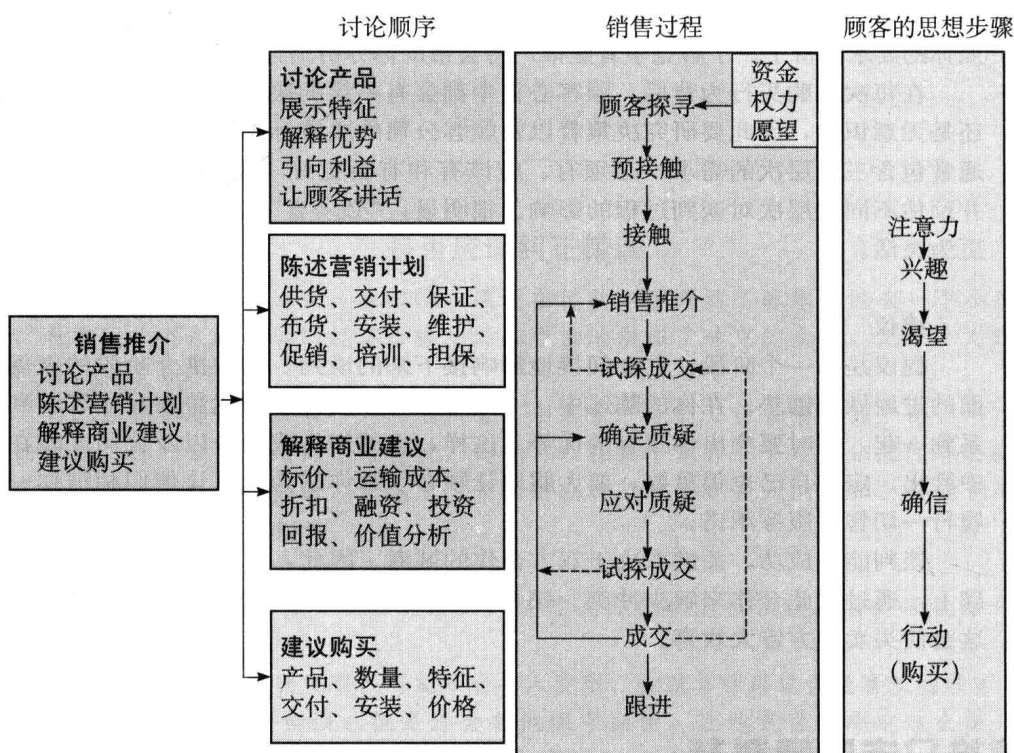 讨论顺序
销售过程
顾客的思想步骤
销售推介
讨论产品
陈述营销计划
解释商业建议
建议购买
讨论产品
展示特征
解释优势
引向利益
让顾客讲话
陈述营销计划
供货、交付、保证、
布货、安装、维护、
促销、培训、担保
解释商业建议
标价、运输成本、
折扣、融资、投资
回报、价值分析
建议购买
产品、数量、特征、
交付、安装、价格
资金
权力
愿望
顾客探寻
预接触
接触
销售推介
试探成交
确定质疑
应对质疑
试探成交
成交
跟进
注意力
兴趣
渴望
确信
行动
(购买)